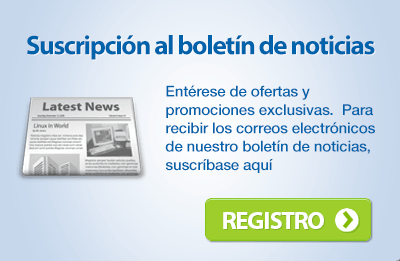 Suscripción al boletín de noticias
Entérese de ofertas y
promociones exclusivas.  Para
recibir los correos electrónicos
de nuestro boletín de noticias,
suscríbase aquí
Latest News
Linux in World
REGISTRO